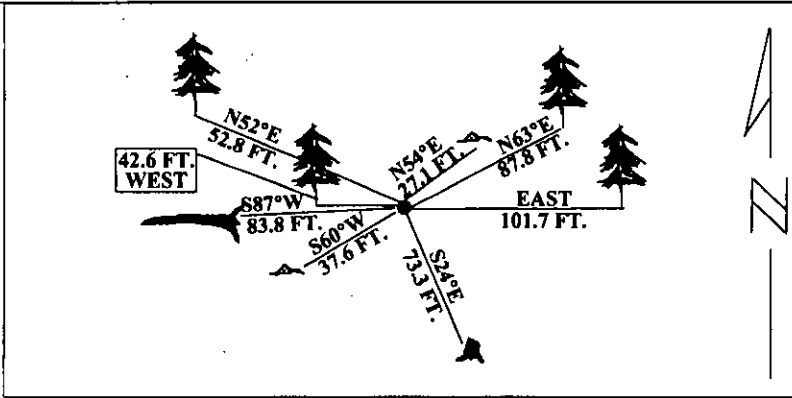 N52°E
52.8 FT.
N54°E
27.1 FT.
N63°E
87.8 FT.
42.6 FT.
WEST
S87°W
83.8 FT.
EAST
101.7 FT.
S60°W
37.6 FT.
S24°E
73.3 FT.
N